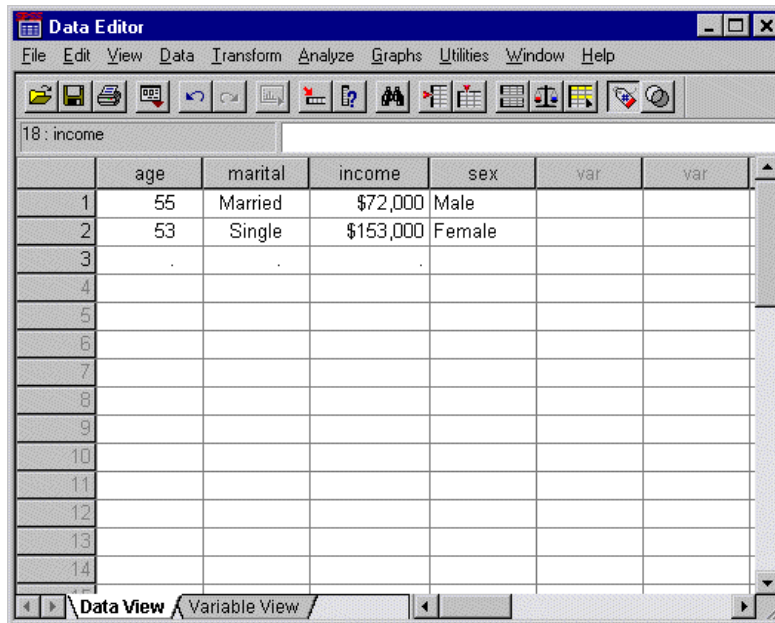 Data Editor
File Edit View Data Transform Analyze Graphs Utilities Window Help
18 : income
age marital income sex var var
1 55 Married $72,000 Male
2 53 Single $153,000 Female
3 . . .
4
5
6
7
8
9
10
11
12
13
14
Data View Variable View